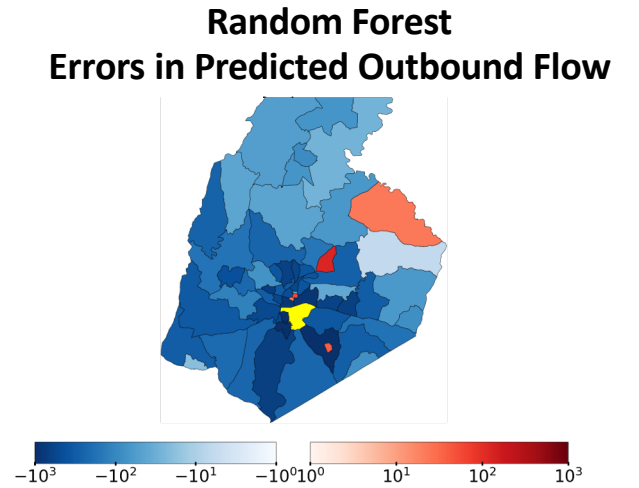 Random Forest
Errors in Predicted Outbound Flow
−10³ −10² −10¹ −10⁰ 10⁰ 10¹ 10² 10³